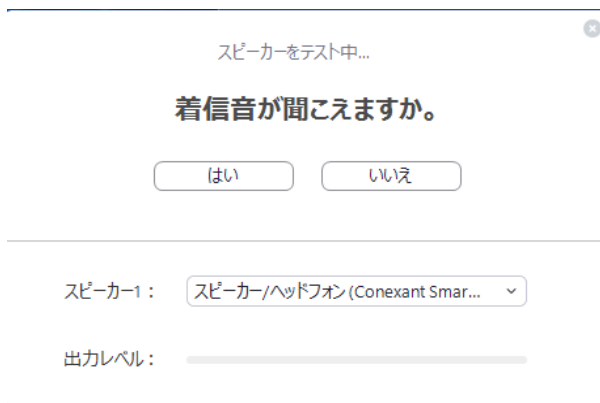 スピーカーをテスト中...
着信音が聞こえますか。
はい いいえ
スピーカー1： スピーカー/ヘッドフォン (Conexant Smar...
出力レベル：